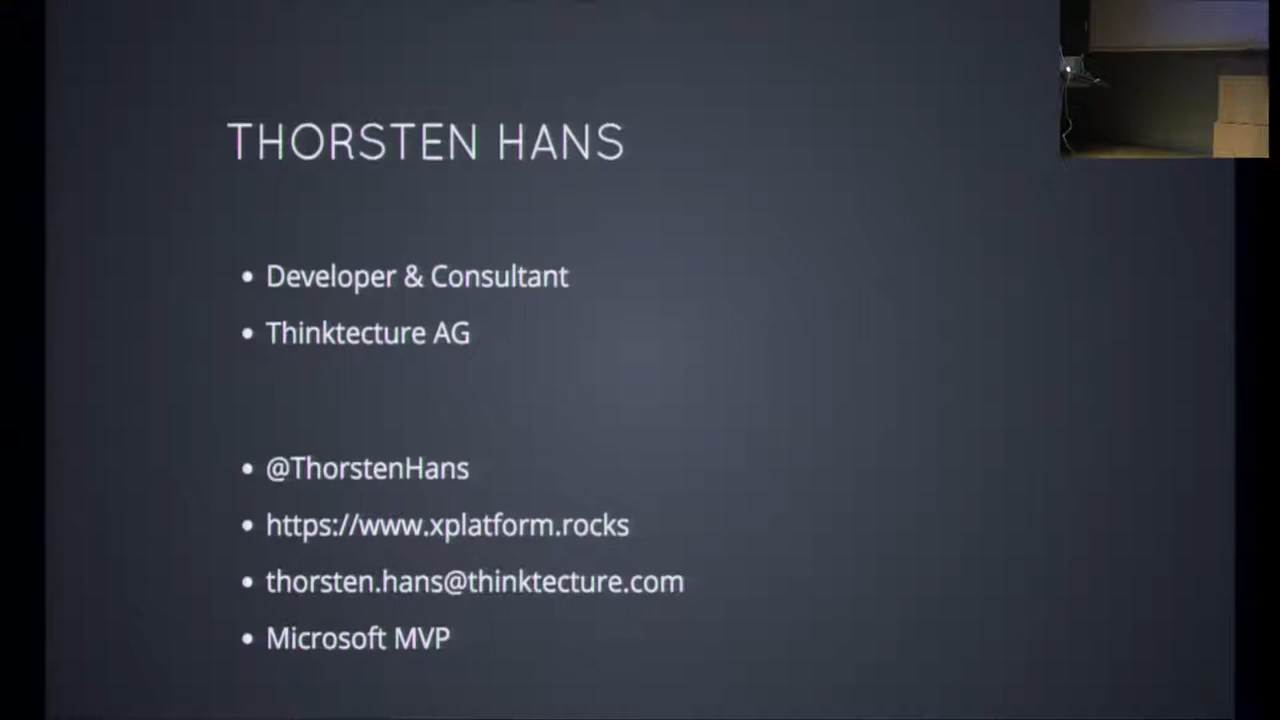 THORSTEN HANS
• Developer & Consultant
• Thinktecture AG
• @ThorstenHans
• https://www.xplatform.rocks
• thorsten.hans@thinktecture.com
• Microsoft MVP